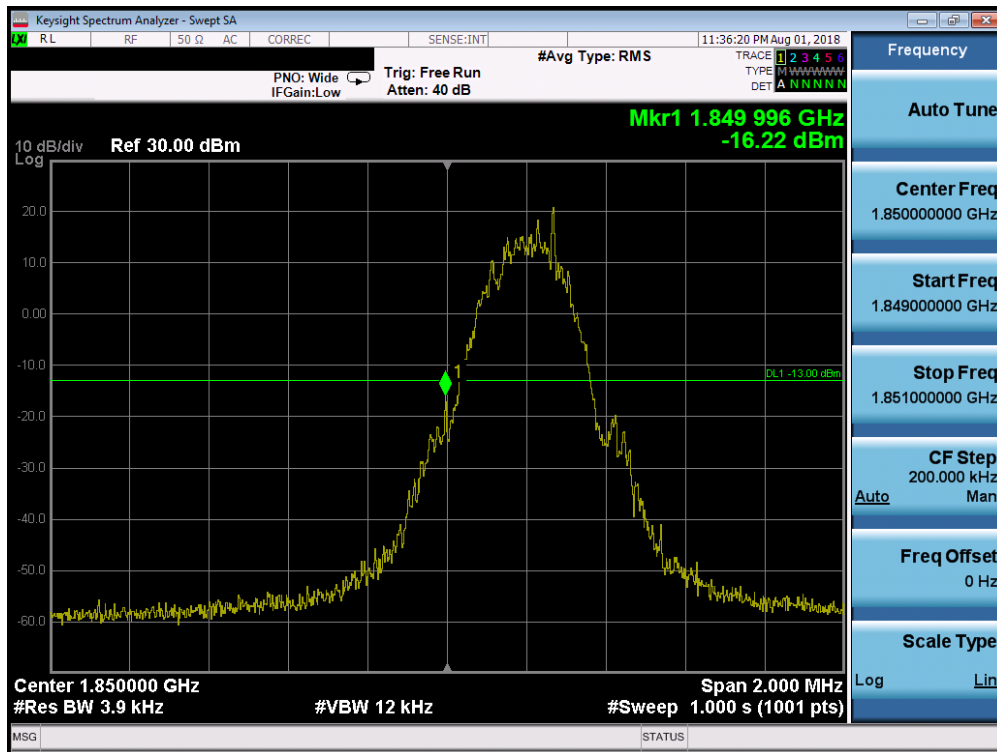 Keysight Spectrum Analyzer - Swept SA
LXI RL RF 50 Ω AC CORREC SENSE:INT 11:36:20 PM Aug 01, 2018
PNO: Wide
IFGain:Low
Trig: Free Run
Atten: 40 dB
#Avg Type: RMS
TRACE 1 2 3 4 5 6
TYPE M WWWWW
DET A N N N N N
Mkr1 1.849 996 GHz
-16.22 dBm
10 dB/div Ref 30.00 dBm
Log
20.0
10.0
0.00
-10.0
1
DL1 -13.00 dBm
-20.0
-30.0
-40.0
-50.0
-60.0
Center 1.850000 GHz Span 2.000 MHz
#Res BW 3.9 kHz #VBW 12 kHz #Sweep 1.000 s (1001 pts)
MSG STATUS
Frequency
Auto Tune
Center Freq
1.850000000 GHz
Start Freq
1.849000000 GHz
Stop Freq
1.851000000 GHz
CF Step
200.000 kHz
Auto Man
Freq Offset
0 Hz
Scale Type
Log Lin